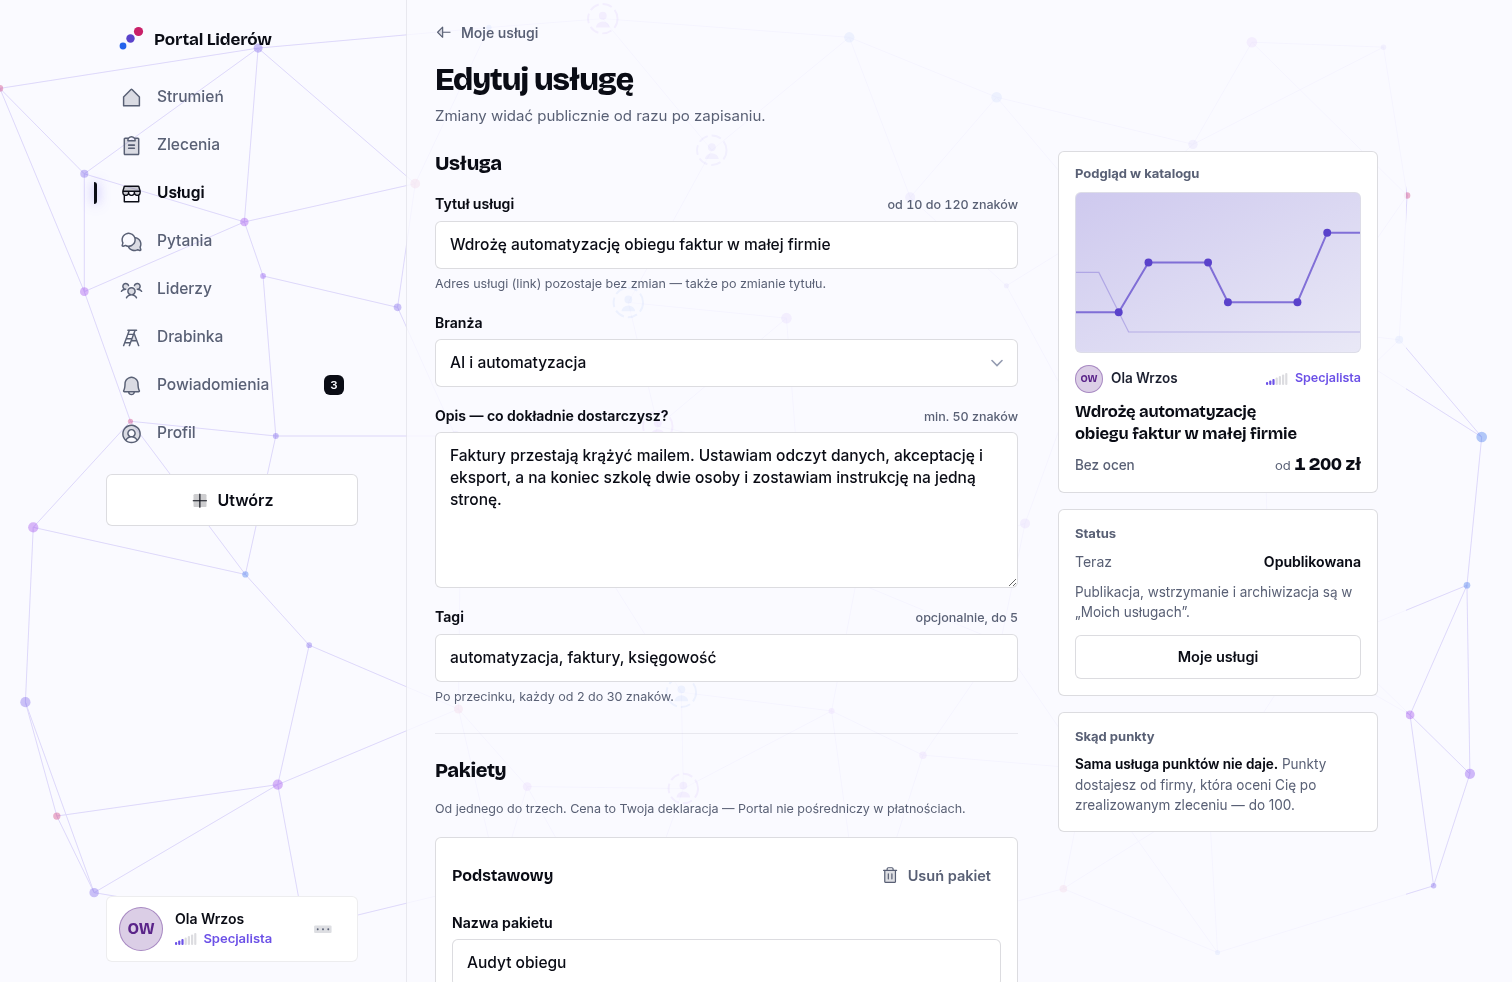 Portal Liderów
Strumień
Zlecenia
Usługi
Pytania
Liderzy
Drabinka
Powiadomienia 3
Profil
Utwórz
OW
Ola Wrzos
Specjalista
Moje usługi
Edytuj usługę
Zmiany widać publicznie od razu po zapisaniu.
Usługa
Tytuł usługi od 10 do 120 znaków
Wdrożę automatyzację obiegu faktur w małej firmie
Adres usługi (link) pozostaje bez zmian — także po zmianie tytułu.
Branża
AI i automatyzacja
Opis — co dokładnie dostarczysz? min. 50 znaków
Faktury przestają krążyć mailem. Ustawiam odczyt danych, akceptację i
eksport, a na koniec szkolę dwie osoby i zostawiam instrukcję na jedną
stronę.
Tagi opcjonalnie, do 5
automatyzacja, faktury, księgowość
Po przecinku, każdy od 2 do 30 znaków.
Pakiety
Od jednego do trzech. Cena to Twoja deklaracja — Portal nie pośredniczy w płatnościach.
Podstawowy Usuń pakiet
Nazwa pakietu
Audyt obiegu
Podgląd w katalogu
OW Ola Wrzos Specjalista
Wdrożę automatyzację
obiegu faktur w małej firmie
Bez ocen od 1 200 zł
Status
Teraz Opublikowana
Publikacja, wstrzymanie i archiwizacja są w
„Moich usługach”.
Moje usługi
Skąd punkty
Sama usługa punktów nie daje. Punkty
dostajesz od firmy, która oceni Cię po
zrealizowanym zleceniu — do 100.